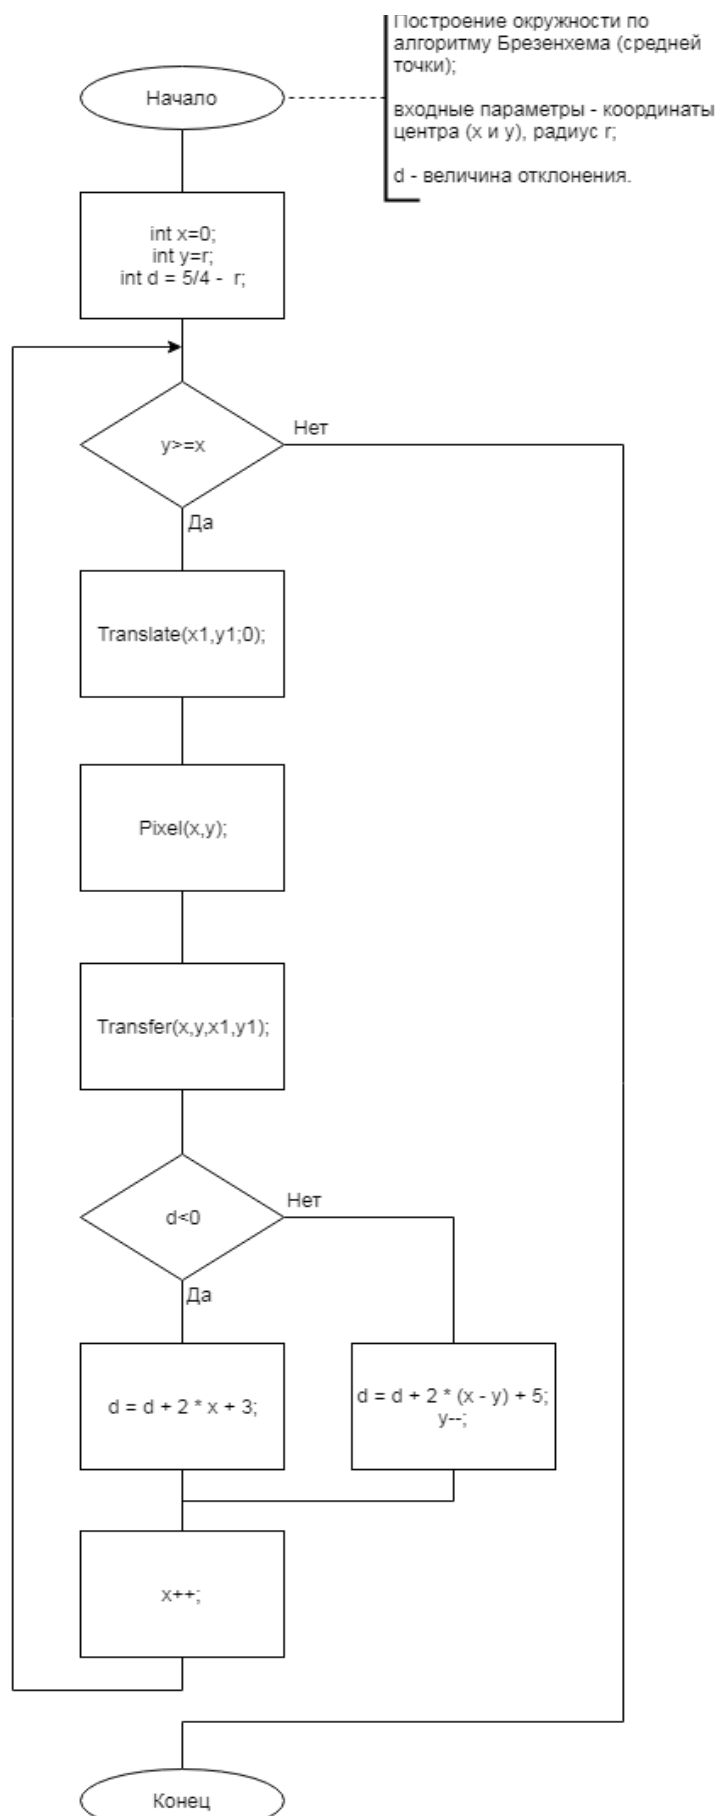 Построение окружности по
алгоритму Брезенхема (средней
точки);
входные параметры - координаты
центра (x и y), радиус r;
d - величина отклонения.
Начало
int x=0;
int y=r;
int d = 5/4 - r;
y>=x
Нет
Да
Translate(x1,y1;0);
Pixel(x,y);
Transfer(x,y,x1,y1);
d<0
Нет
Да
d = d + 2 * x + 3;
d = d + 2 * (x - y) + 5;
y--;
x++;
Конец